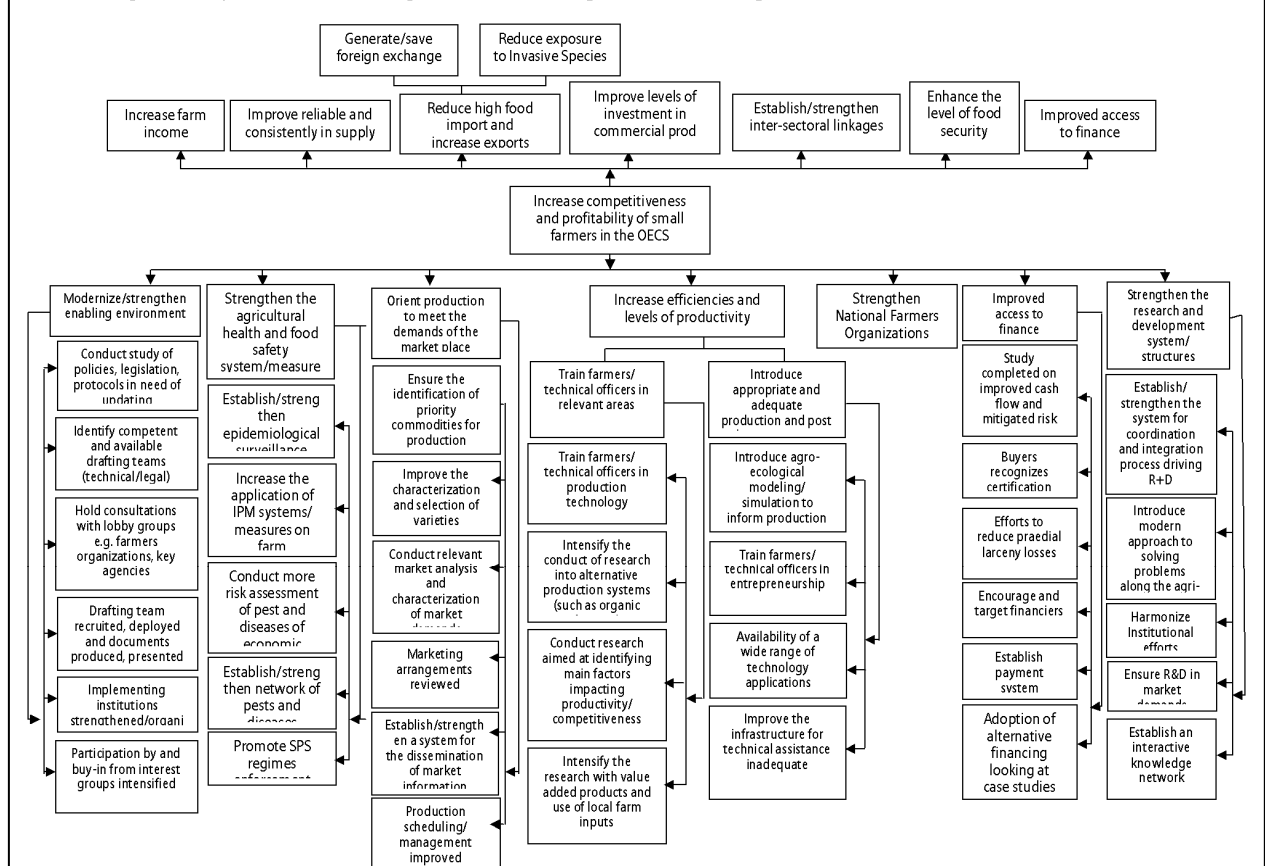 Generate/save
foreign exchange
Reduce exposure
to Invasive Species
Increase farm
income
Improve reliable and
consistently in supply
Reduce high food
import and
increase exports
Improve levels of
investment in
commercial prod
Establish/strengthen
inter-sectoral linkages
Enhance the
level of food
security
Improved access
to finance
Increase competitiveness
and profitability of small
farmers in the OECS
Modernize/strengthen
enabling environment
Conduct study of
policies, legislation,
protocols in need of
updating
Identify competent
and available
drafting teams
(technical/legal)
Hold consultations
with lobby groups
e.g. farmers
organizations, key
agencies
Drafting team
recruited, deployed
and documents
produced, presented
Implementing
institutions
strengthened/organi
Participation by and
buy-in from interest
groups intensified
Strengthen the
agricultural
health and food
safety
system/measure
Establish/streng
then
epidemiological
surveillance
Increase the
application of
IPM systems/
measures on
farm
Conduct more
risk assessment
of pest and
diseases of
economic
Establish/streng
then network of
pests and
diseases
Promote SPS
regimes
enforcement
Orient production
to meet the
demands of the
market place
Ensure the
identification of
priority
commodities for
production
Improve the
characterization
and selection of
varieties
Conduct relevant
market analysis
and
characterization
of market
demands
Marketing
arrangements
reviewed
Establish/strength
en a system for
the dissemination
of market
information
Production
scheduling/
management
improved
Increase efficiencies and
levels of productivity
Train farmers/
technical officers in
relevant areas
Train farmers/
technical officers in
production
technology
Intensify the
conduct of research
into alternative
production systems
(such as organic
Conduct research
aimed at identifying
main factors
impacting
productivity/
competitiveness
Intensify the
research with value
added products and
use of local farm
inputs
Introduce
appropriate and
adequate
production and post
Introduce agro-
ecological
modeling/
simulation to
inform production
Train farmers/
technical officers in
entrepreneurship
Availability of a
wide range of
technology
applications
Improve the
infrastructure for
technical assistance
inadequate
Strengthen
National Farmers
Organizations
Improved
access to
finance
Study
completed on
improved cash
flow and
mitigated risk
Buyers
recognizes
certification
Efforts to
reduce praedial
larceny losses
Encourage and
target financiers
Establish
payment
system
Adoption of
alternative
financing
looking at
case studies
Strengthen the
research and
development
system/
structures
Establish/
strengthen the
system for
coordination
and integration
process driving
R+D
Introduce
modern
approach to
solving
problems
along the agri-
Harmonize
Institutional
efforts
Ensure R&D in
market
demands
Establish an
interactive
knowledge
network